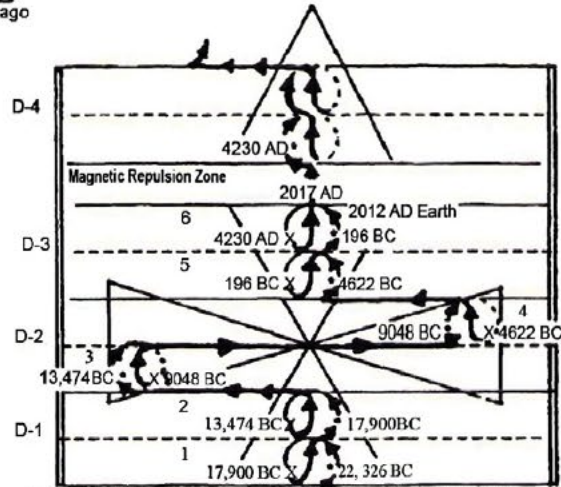 ago
D-4
4230 AD
Magnetic Repulsion Zone
2017 AD
6
2012 AD Earth
D-3
4230 AD X
196 BC
5
196 BC X
4622 BC
4
9048 BC
X 4622 BC
D-2
3
13,474 BC
X 9048 BC
2
13,474 BC X
17,900BC
D-1
1
17,900 BC X
22, 326 BC